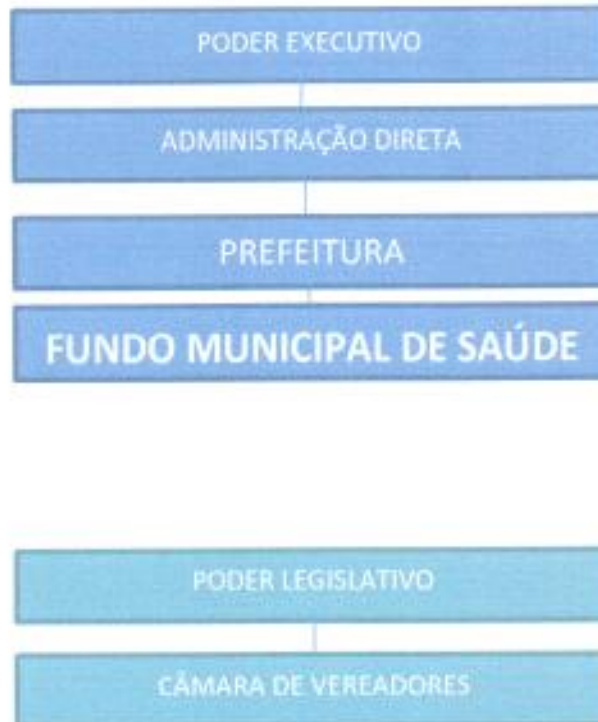 PODER EXECUTIVO
ADMINISTRAÇÃO DIRETA
PREFEITURA
FUNDO MUNICIPAL DE SAÚDE
PODER LEGISLATIVO
CÂMARA DE VEREADORES